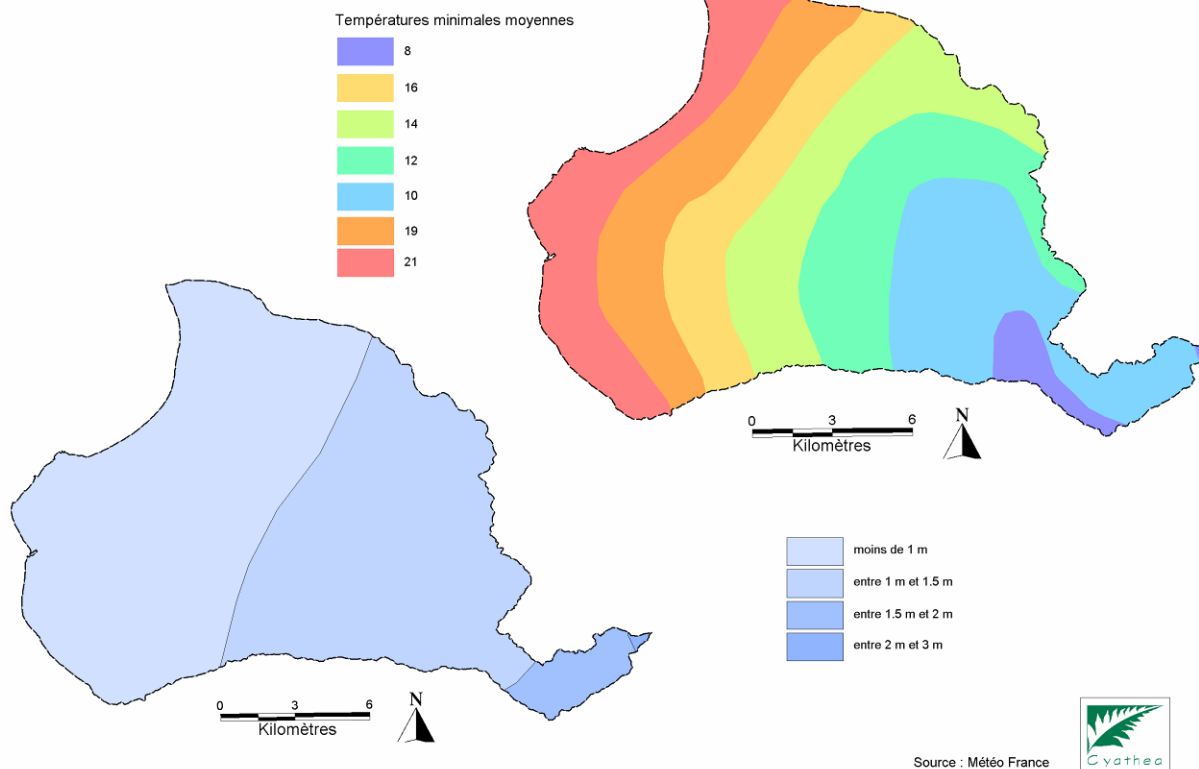 Températures minimales moyennes
8
16
14
12
10
19
21
0 3 6
Kilomètres
N
moins de 1 m
entre 1 m et 1.5 m
entre 1.5 m et 2 m
entre 2 m et 3 m
0 3 6
Kilomètres
N
Source : Météo France
Cyathea